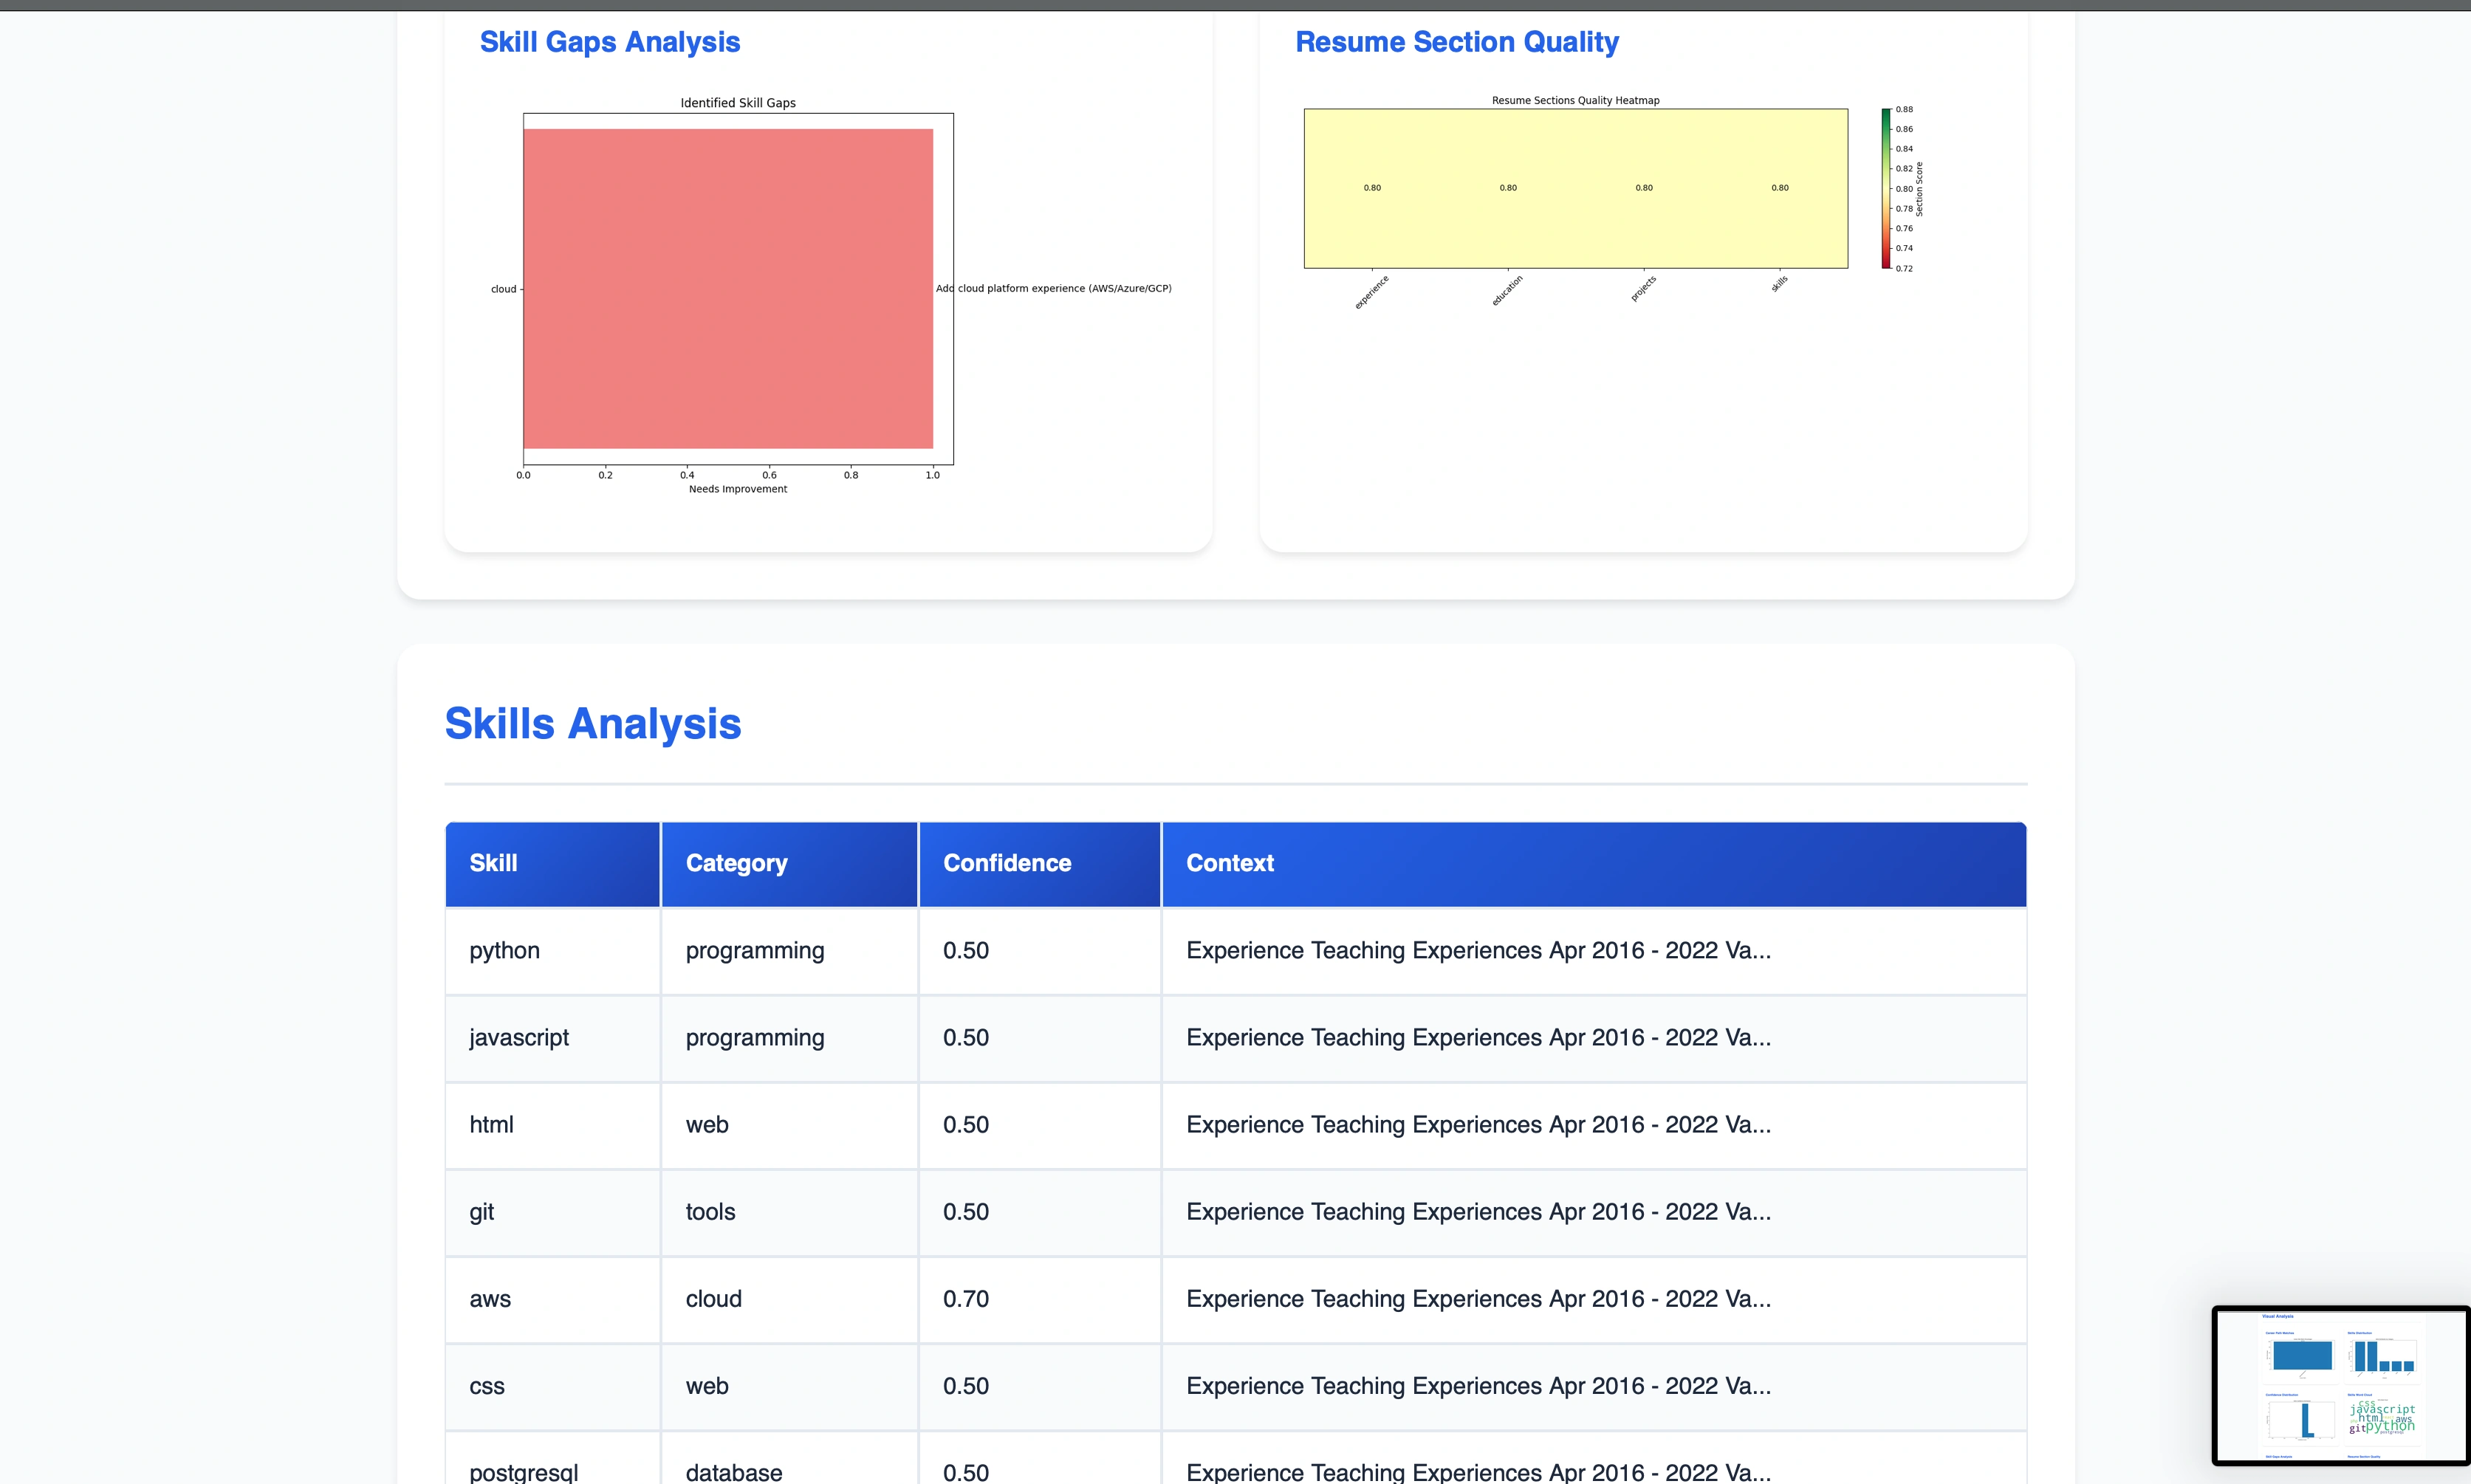 Skill Gaps Analysis
Identified Skill Gaps
cloud
Add cloud platform experience (AWS/Azure/GCP)
0.0 0.2 0.4 0.6 0.8 1.0
Needs Improvement
Resume Section Quality
Resume Sections Quality Heatmap
0.80 0.80 0.80 0.80
experience education projects skills
0.88
0.86
0.84
0.82
0.80
0.78
0.76
0.74
0.72
Section Score
Skills Analysis
Skill Category Confidence Context
python programming 0.50 Experience Teaching Experiences Apr 2016 - 2022 Va...
javascript programming 0.50 Experience Teaching Experiences Apr 2016 - 2022 Va...
html web 0.50 Experience Teaching Experiences Apr 2016 - 2022 Va...
git tools 0.50 Experience Teaching Experiences Apr 2016 - 2022 Va...
aws cloud 0.70 Experience Teaching Experiences Apr 2016 - 2022 Va...
css web 0.50 Experience Teaching Experiences Apr 2016 - 2022 Va...
postgresql database 0.50 Experience Teaching Experiences Apr 2016 - 2022 Va...
Visual Analysis
css
javascript
html aws
git python
postgresql